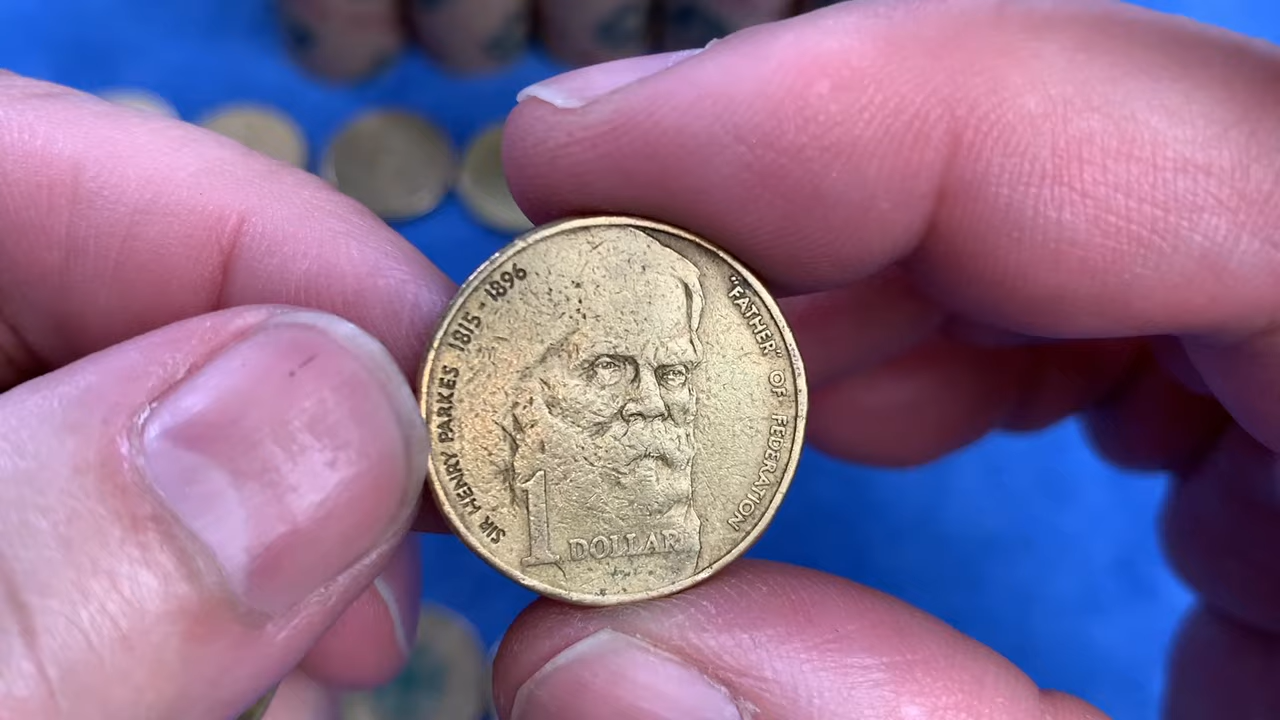 SIR HENRY PARKES 1815 - 1896
"FATHER" OF FEDERATION
1
DOLLAR